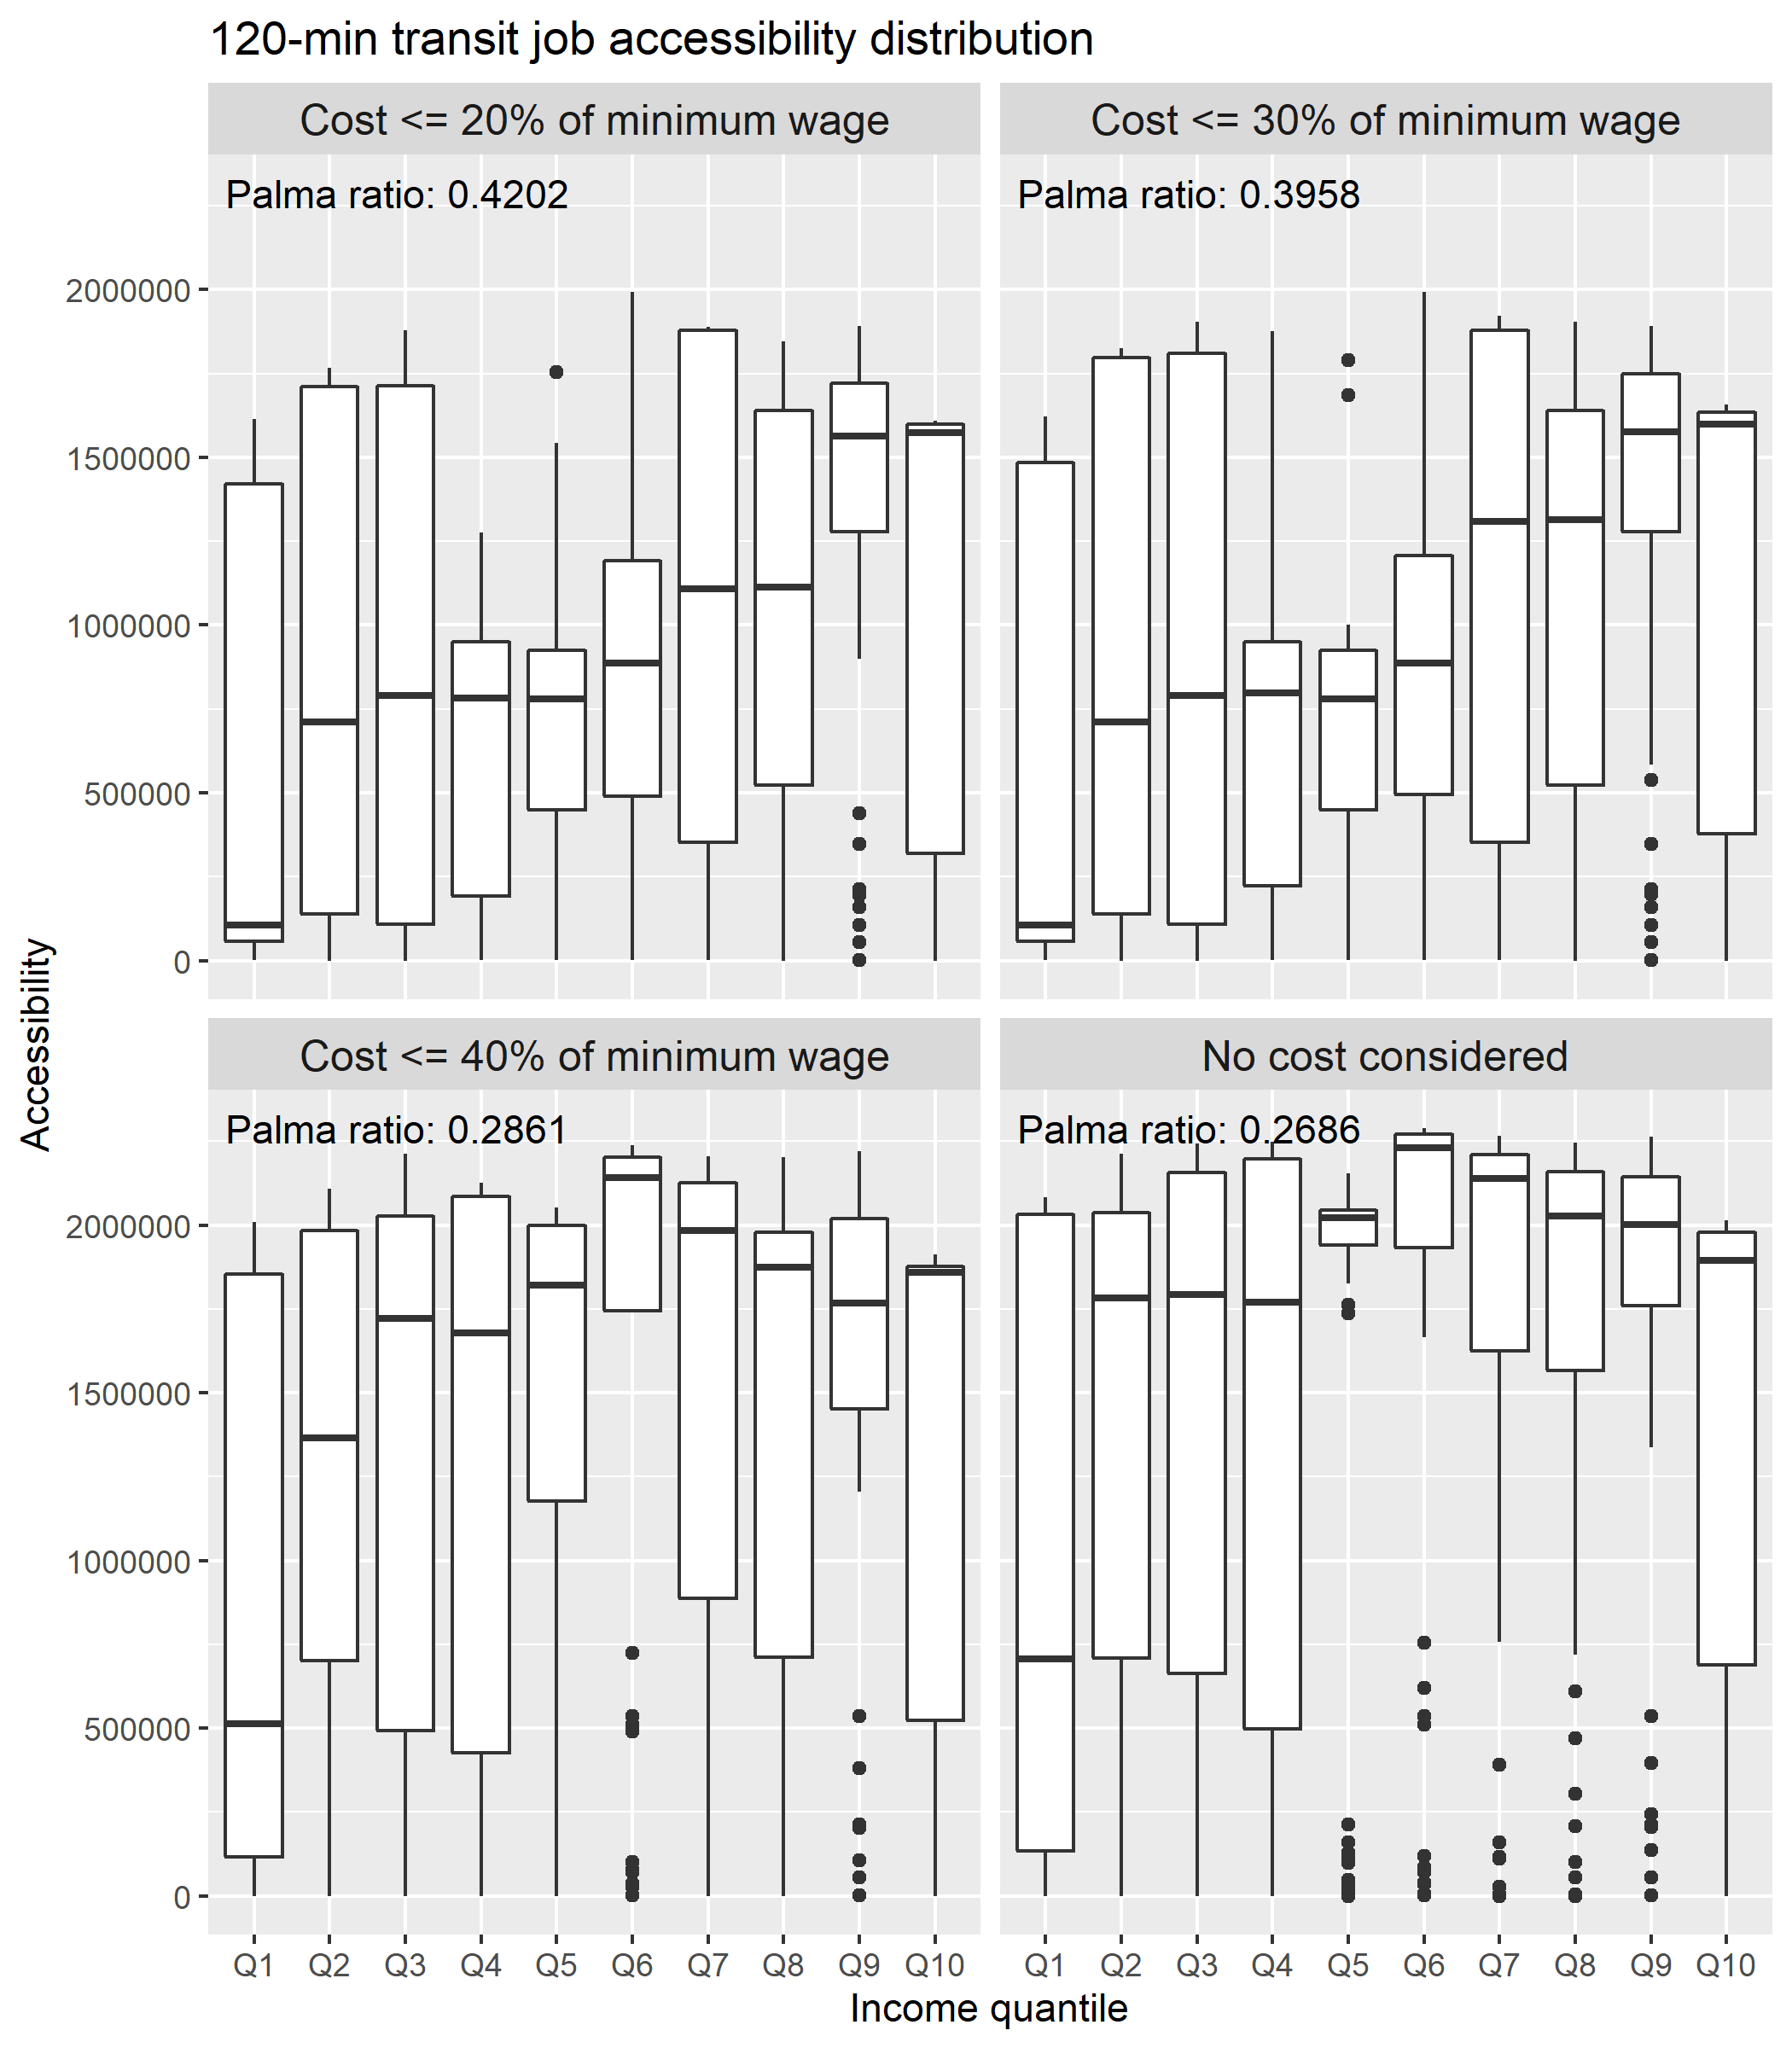 120-min transit job accessibility distribution
Cost <= 20% of minimum wage
Cost <= 30% of minimum wage
Palma ratio: 0.4202
Palma ratio: 0.3958
2000000
1500000
1000000
500000
0
Accessibility
Cost <= 40% of minimum wage
No cost considered
Palma ratio: 0.2861
Palma ratio: 0.2686
2000000
1500000
1000000
500000
0
Q1 Q2 Q3 Q4 Q5 Q6 Q7 Q8 Q9 Q10
Q1 Q2 Q3 Q4 Q5 Q6 Q7 Q8 Q9 Q10
Income quantile